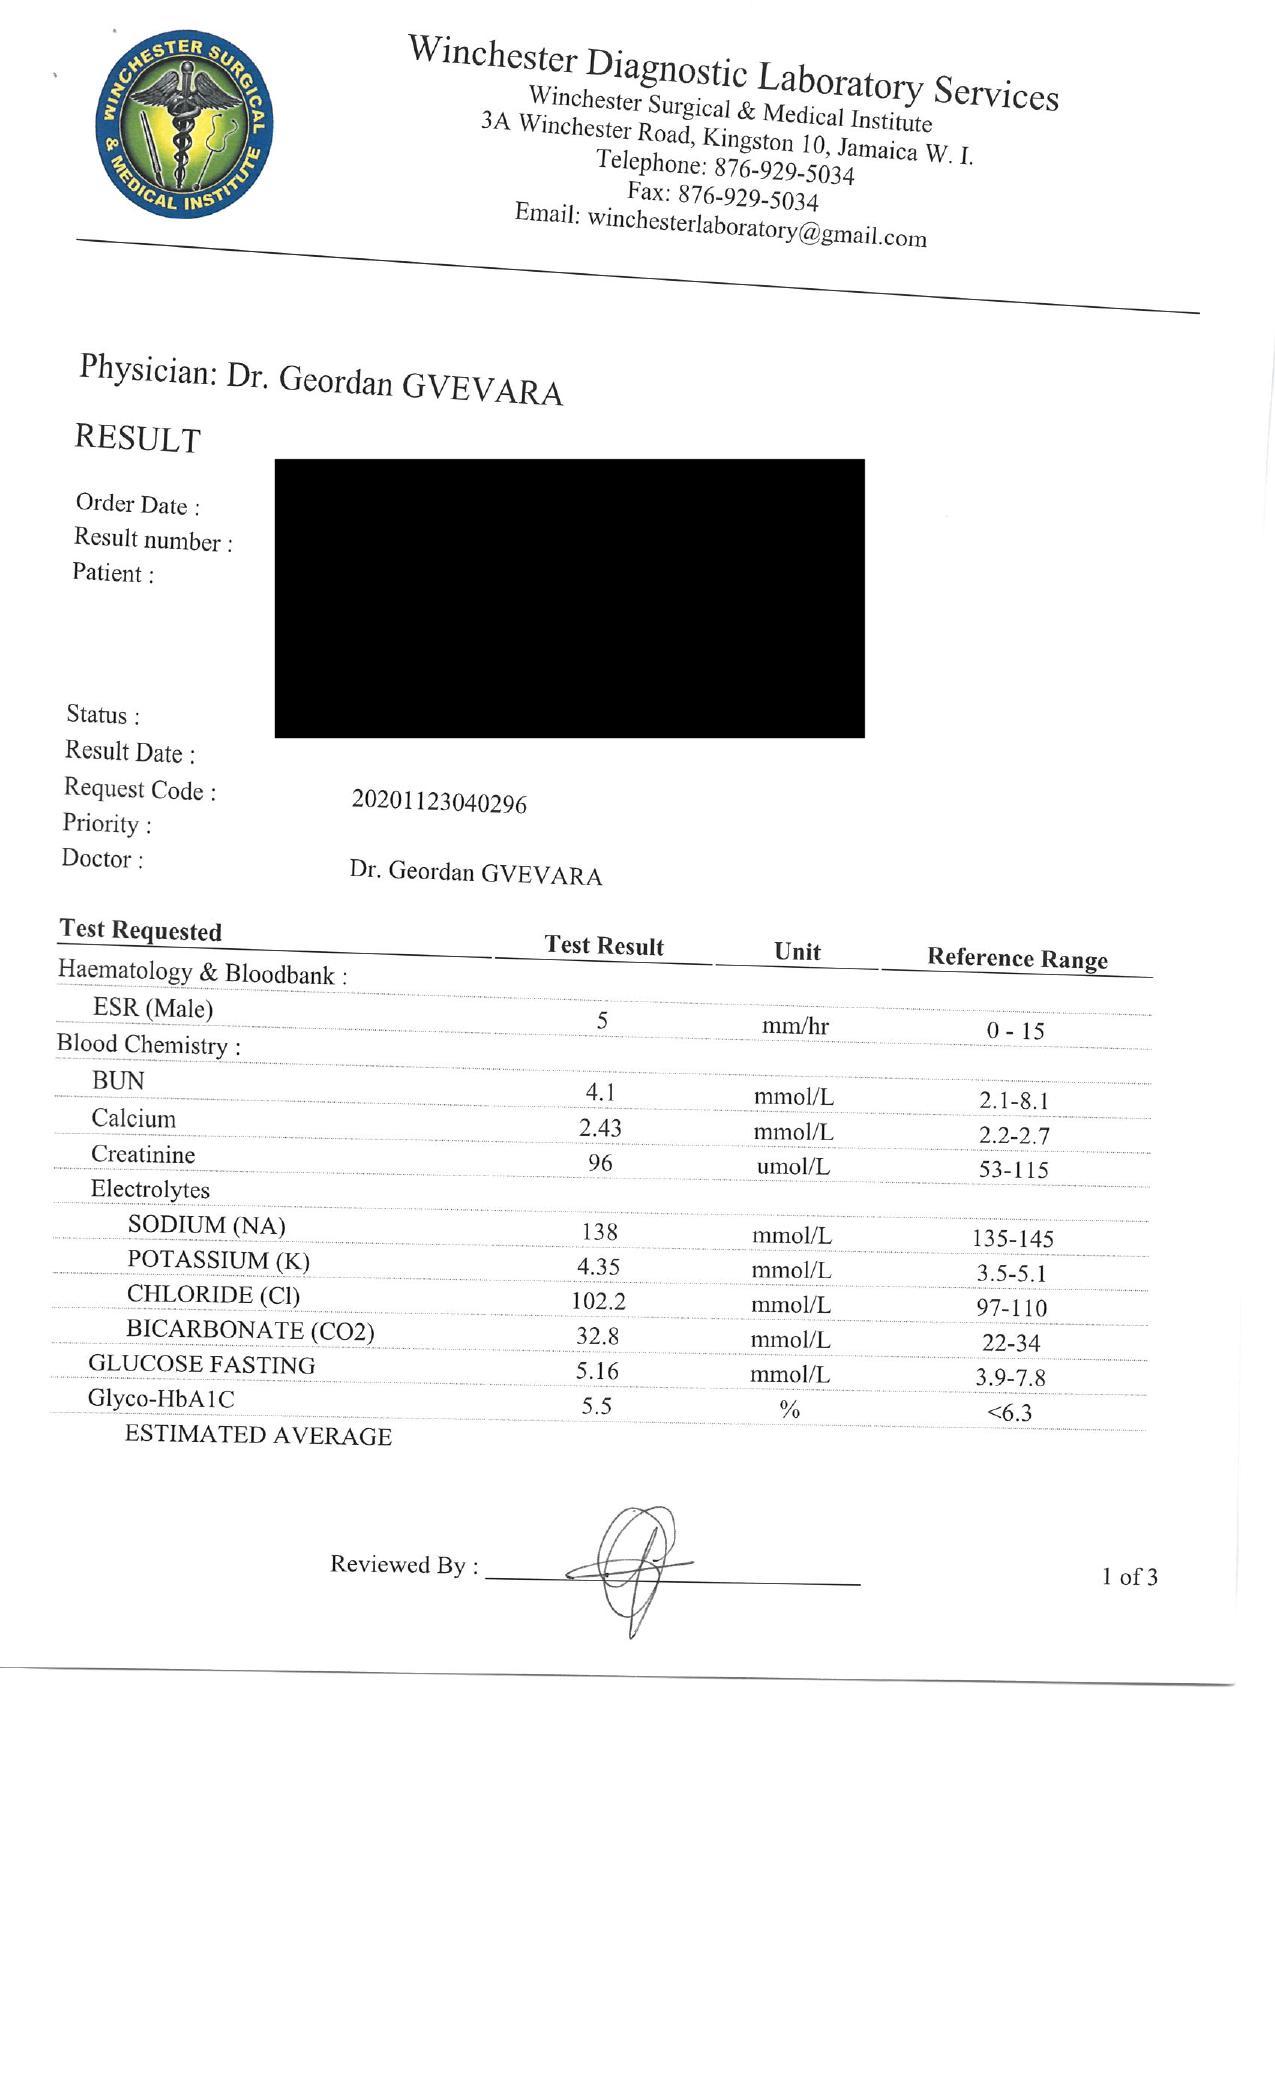 WINCHESTER SURGICAL & MEDICAL INSTITUTE
Winchester Diagnostic Laboratory Services
Winchester Surgical & Medical Institute
3A Winchester Road, Kingston 10, Jamaica W. I.
Telephone: 876-929-5034
Fax: 876-929-5034
Email: winchesterlaboratory@gmail.com
Physician: Dr. Geordan GVEVARA
RESULT
Order Date :
Result number :
Patient :
Status :
Result Date :
Request Code : 20201123040296
Priority :
Doctor : Dr. Geordan GVEVARA
Test Requested Test Result Unit Reference Range
Haematology & Bloodbank :
ESR (Male) 5 mm/hr 0 - 15
Blood Chemistry :
BUN 4.1 mmol/L 2.1-8.1
Calcium 2.43 mmol/L 2.2-2.7
Creatinine 96 umol/L 53-115
Electrolytes
SODIUM (NA) 138 mmol/L 135-145
POTASSIUM (K) 4.35 mmol/L 3.5-5.1
CHLORIDE (Cl) 102.2 mmol/L 97-110
BICARBONATE (CO2) 32.8 mmol/L 22-34
GLUCOSE FASTING 5.16 mmol/L 3.9-7.8
Glyco-HbA1C 5.5 % <6.3
ESTIMATED AVERAGE
Reviewed By :
1 of 3